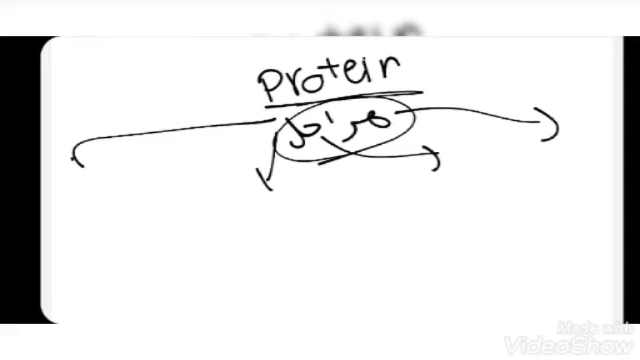 Protein
مراحل
Made with
VideoShow